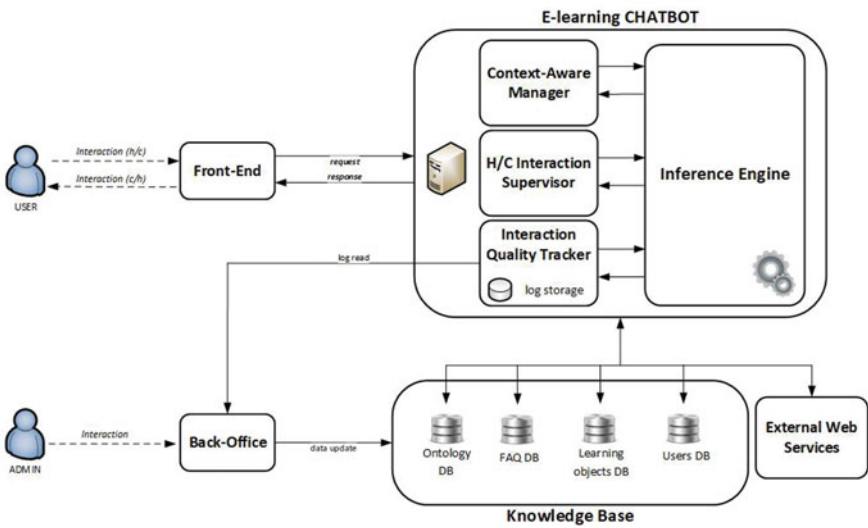 E-learning CHATBOT
Context-Aware
Manager
Interaction (h/c)
Front-End
request
response
Interaction (c/h)
USER
H/C Interaction
Supervisor
Inference Engine
Interaction
Quality Tracker
log read
log storage
Interaction
ADMIN
Back-Office
data update
Ontology
DB
FAQ DB
Learning
objects DB
Users DB
External Web
Services
Knowledge Base